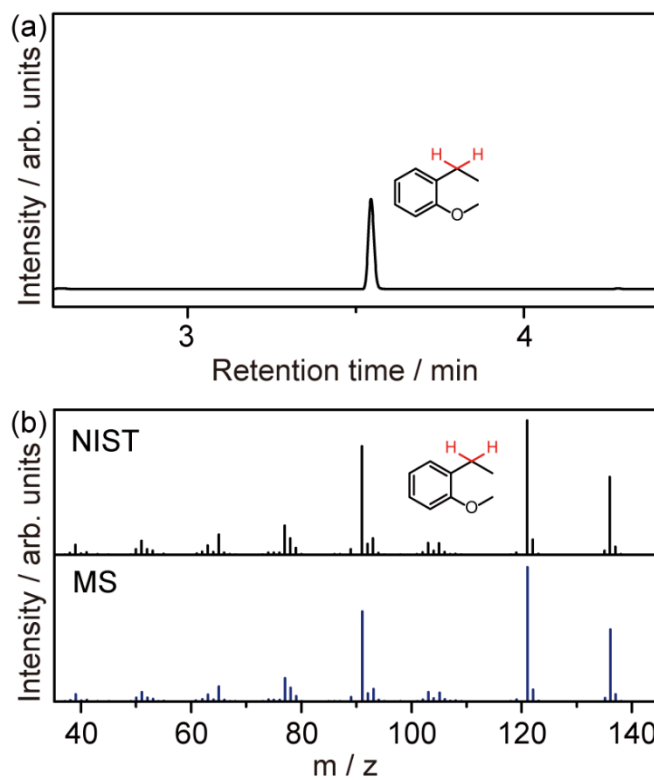 (a)
Intensity / arb. units
H H
O
3 4
Retention time / min
(b)
NIST
H H
O
Intensity / arb. units
MS
40 60 80 100 120 140
m / z